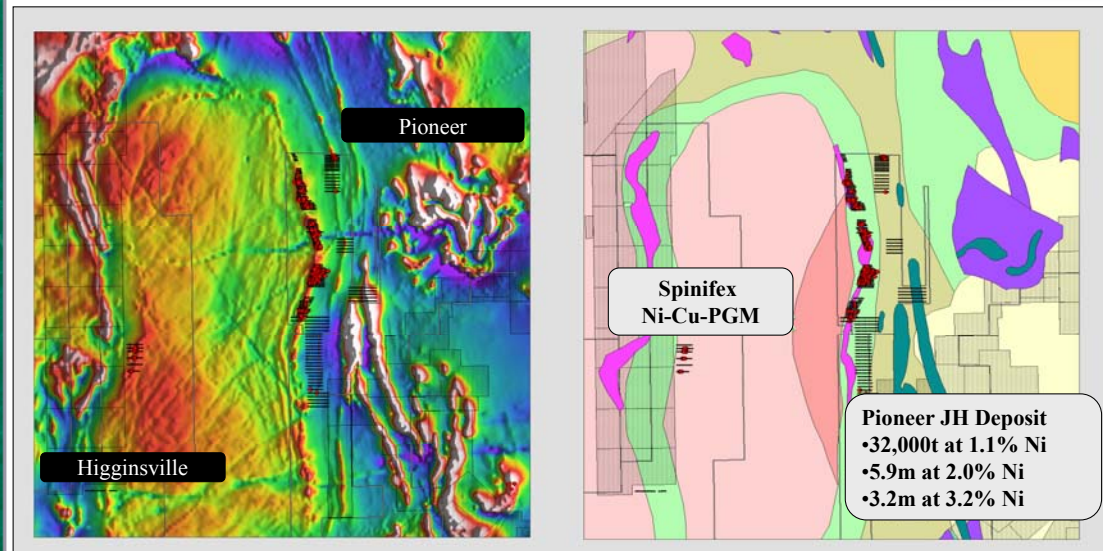 Pioneer
Higginsville
Spinifex
Ni-Cu-PGM
Pioneer JH Deposit
•32,000t at 1.1% Ni
•5.9m at 2.0% Ni
•3.2m at 3.2% Ni